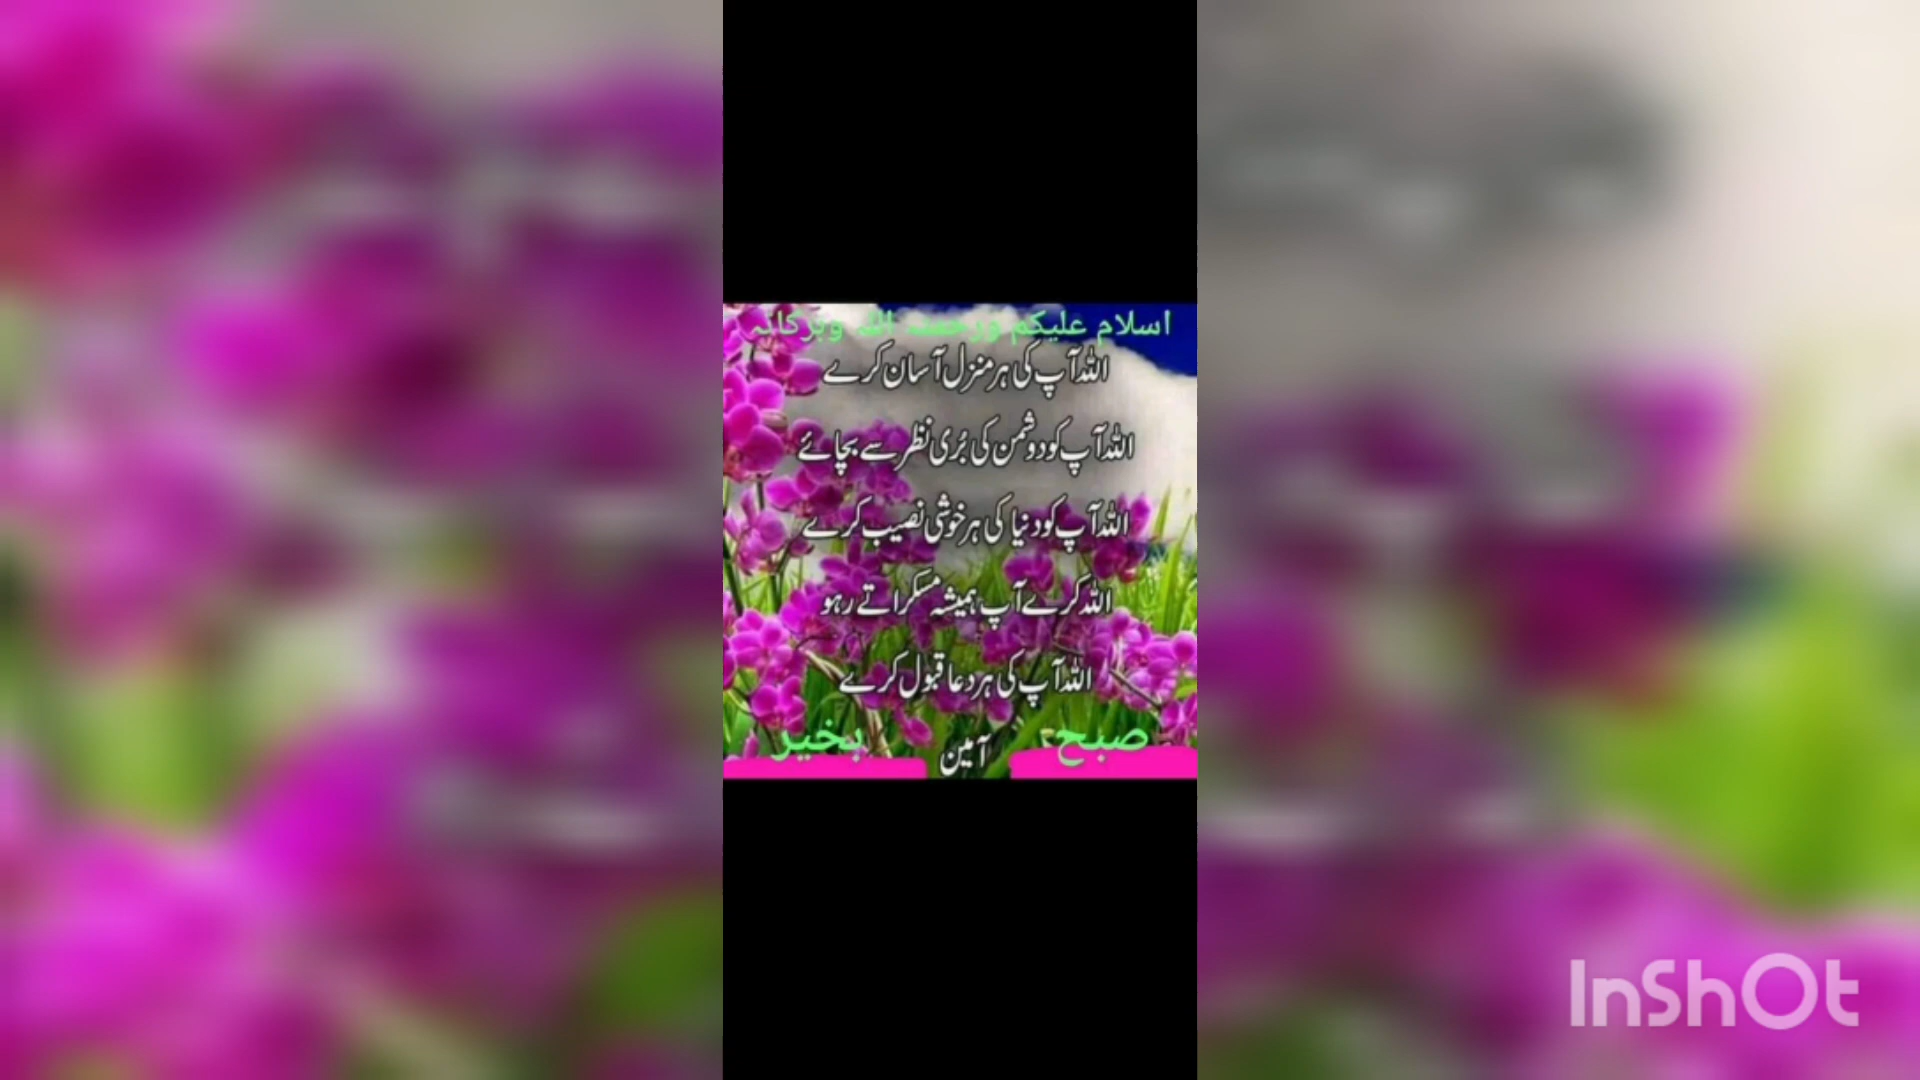 اسلام علیکم ورحمتہ اللہ وبرکاتہ
اللہ آپ کی ہر منزل آسان کرے
اللہ آپ کو دوشمن کی بُری نظر سے بچائے
اللہ آپ کو دنیا کی ہر خوشی نصیب کرے
اللہ کرے آپ ہمیشہ مسکراتے رہو
اللہ آپ کی ہر دعا قبول کرے
صبح بخیر
آمین
InShOt